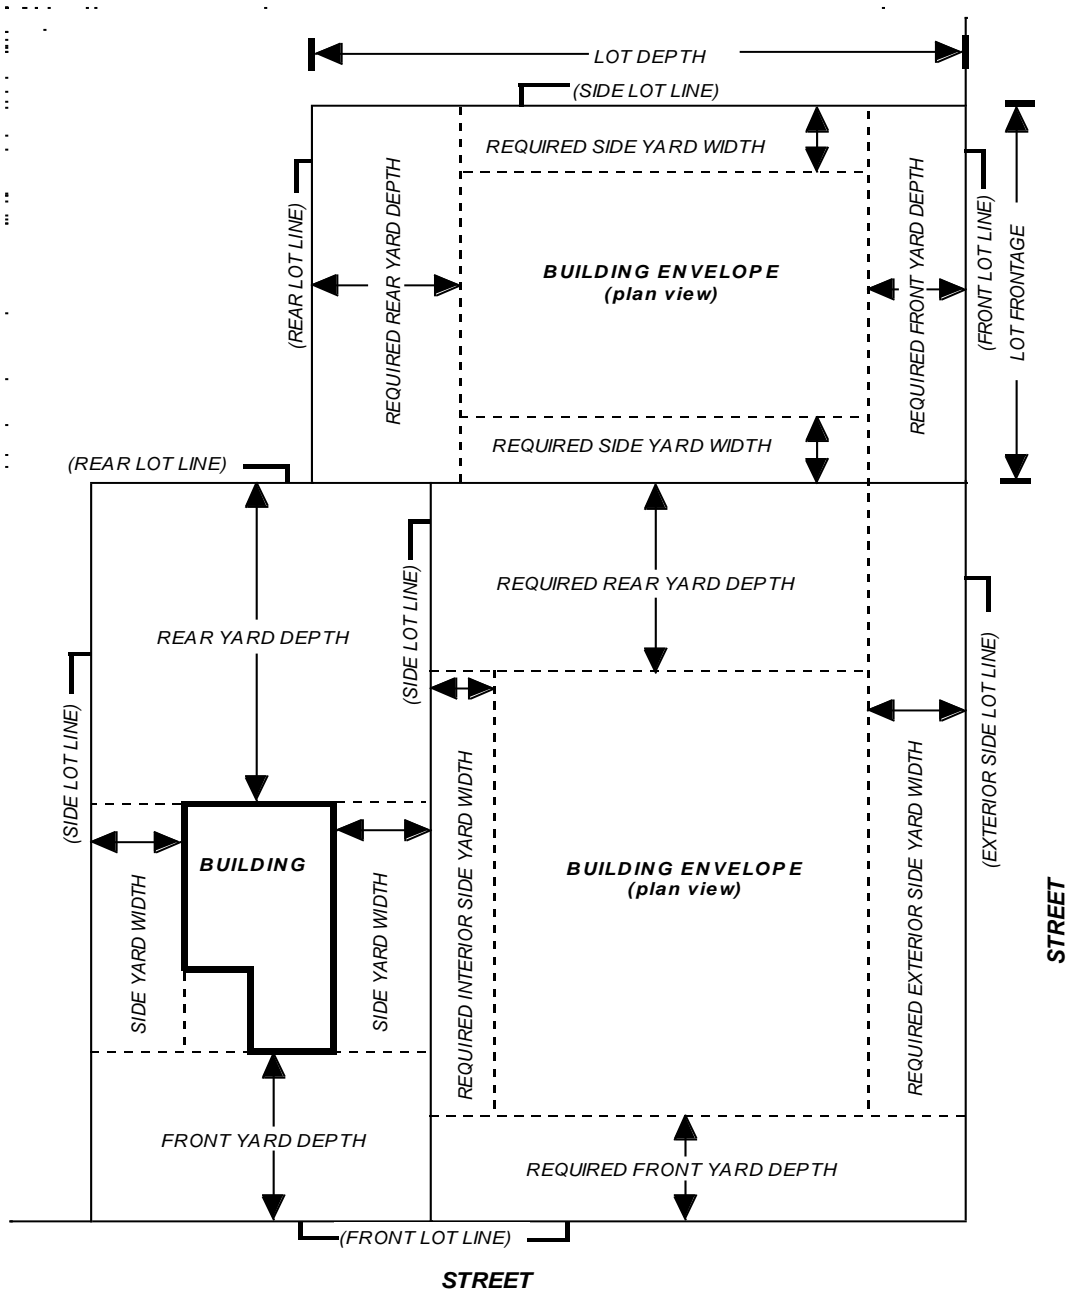 LOT DEPTH
(SIDE LOT LINE)
REQUIRED SIDE YARD WIDTH
(REAR LOT LINE)
REQUIRED REAR YARD DEPTH
BUILDING ENVELOPE
(plan view)
REQUIRED FRONT YARD DEPTH
(FRONT LOT LINE)
LOT FRONTAGE
REQUIRED SIDE YARD WIDTH
(REAR LOT LINE)
(SIDE LOT LINE)
REQUIRED REAR YARD DEPTH
REAR YARD DEPTH
(SIDE LOT LINE)
(EXTERIOR SIDE LOT LINE)
BUILDING
SIDE YARD WIDTH
SIDE YARD WIDTH
REQUIRED INTERIOR SIDE YARD WIDTH
BUILDING ENVELOPE
(plan view)
REQUIRED EXTERIOR SIDE YARD WIDTH
STREET
FRONT YARD DEPTH
REQUIRED FRONT YARD DEPTH
(FRONT LOT LINE)
STREET